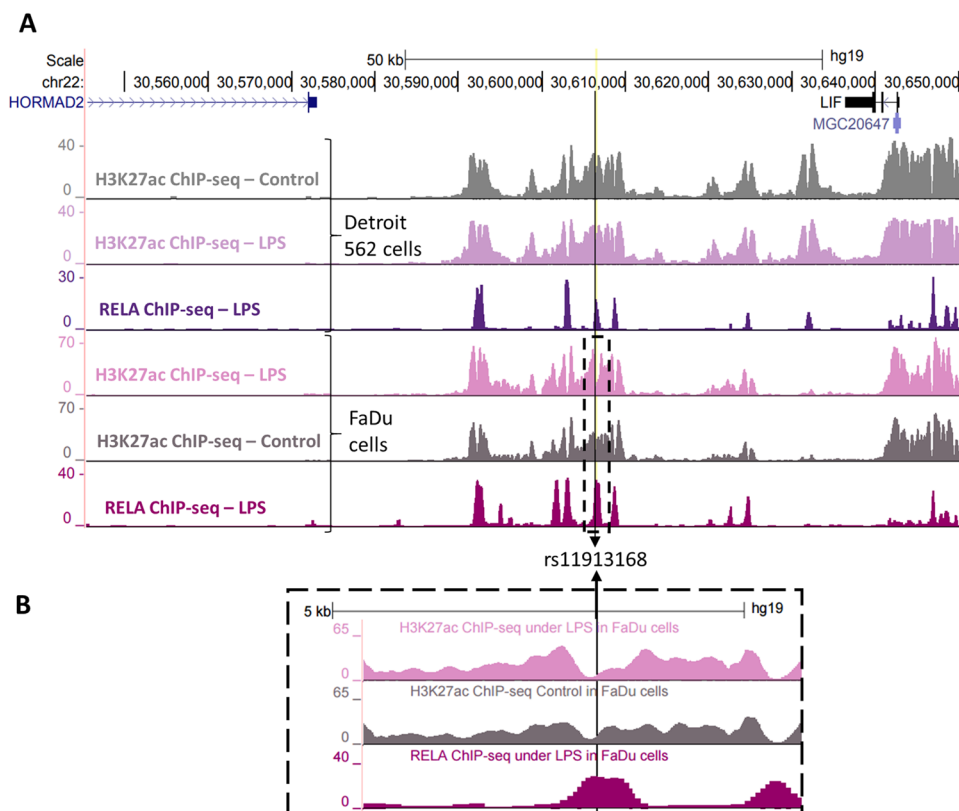 A
Scale
50 kb
hg19
chr22:
30,560,000
30,570,000
30,580,000
30,590,000
30,600,000
30,610,000
30,620,000
30,630,000
30,640,000
30,650,000
HORMAD2
LIF
MGC20647
40
H3K27ac ChIP-seq – Control
0
40
H3K27ac ChIP-seq – LPS
0
Detroit
562 cells
30
RELA ChIP-seq – LPS
0
70
H3K27ac ChIP-seq – LPS
0
70
H3K27ac ChIP-seq – Control
0
FaDu
cells
40
RELA ChIP-seq – LPS
0
rs11913168
B
5 kb
hg19
H3K27ac ChIP-seq under LPS in FaDu cells
65
0
H3K27ac ChIP-seq Control in FaDu cells
65
0
RELA ChIP-seq under LPS in FaDu cells
40
0